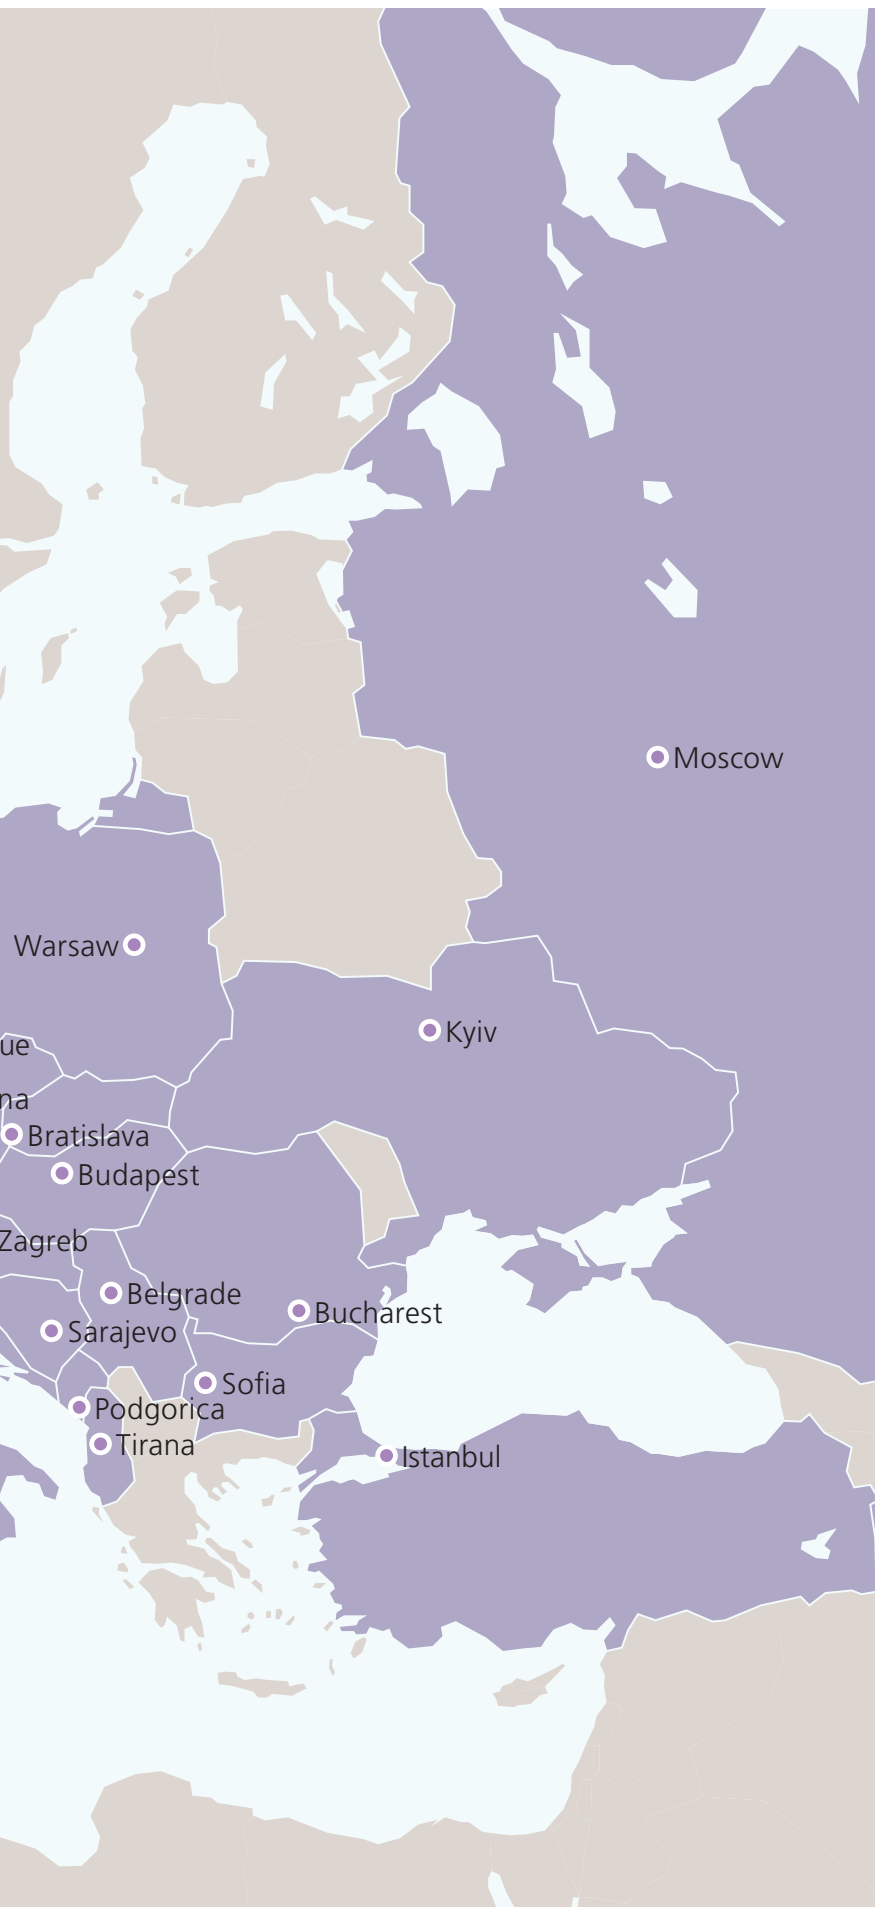 Moscow
Warsaw
Kyiv
ue
na
Bratislava
Budapest
Zagreb
Belgrade
Bucharest
Sarajevo
Sofia
Podgorica
Tirana
Istanbul